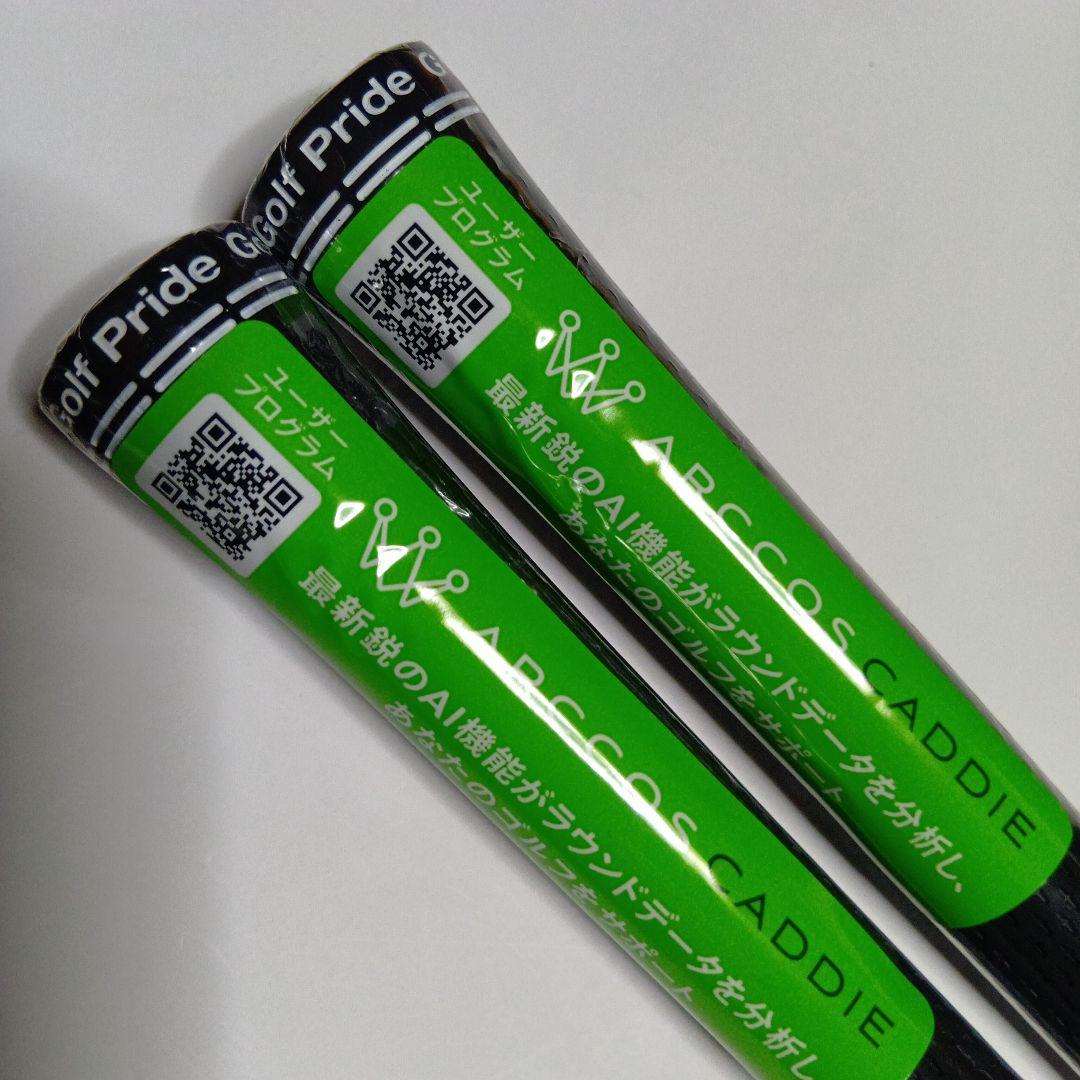 Golf Pride G
ユーザー
プログラム
ARCCOS CADDIE
最新鋭のAI機能がラウンドデータを分析し、
あなたのゴルフをサポート
Golf Pride G
ユーザー
プログラム
ARCCOS CADDIE
最新鋭のAI機能がラウンドデータを分析し、
あなたのゴルフをサポート